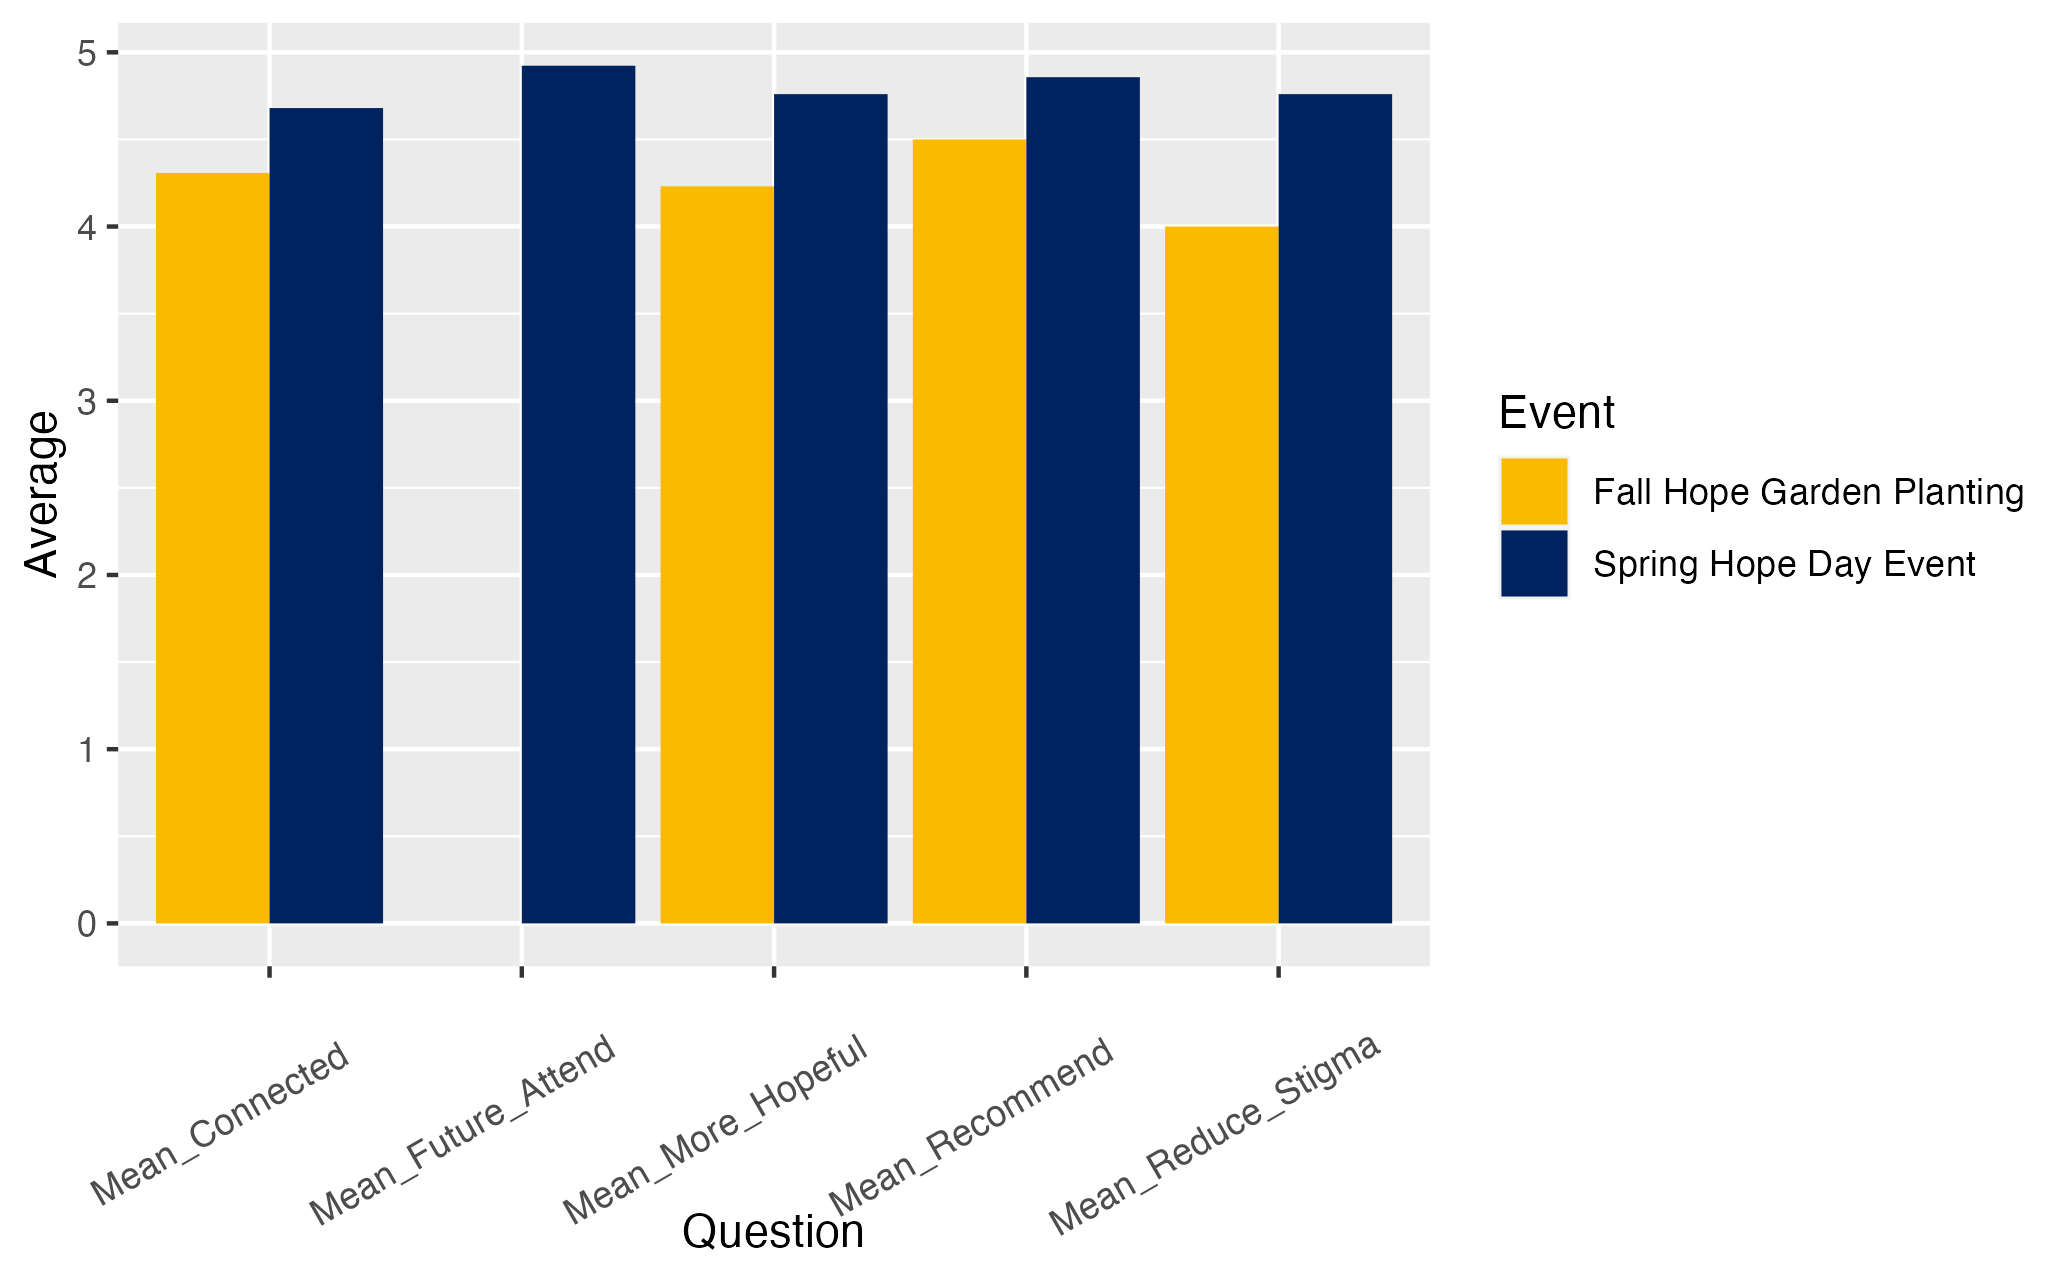 5
4
3
2
1
0
Average
Mean_Connected
Mean_Future_Attend
Mean_More_Hopeful
Mean_Recommend
Mean_Reduce_Stigma
Question
Event
Fall Hope Garden Planting
Spring Hope Day Event